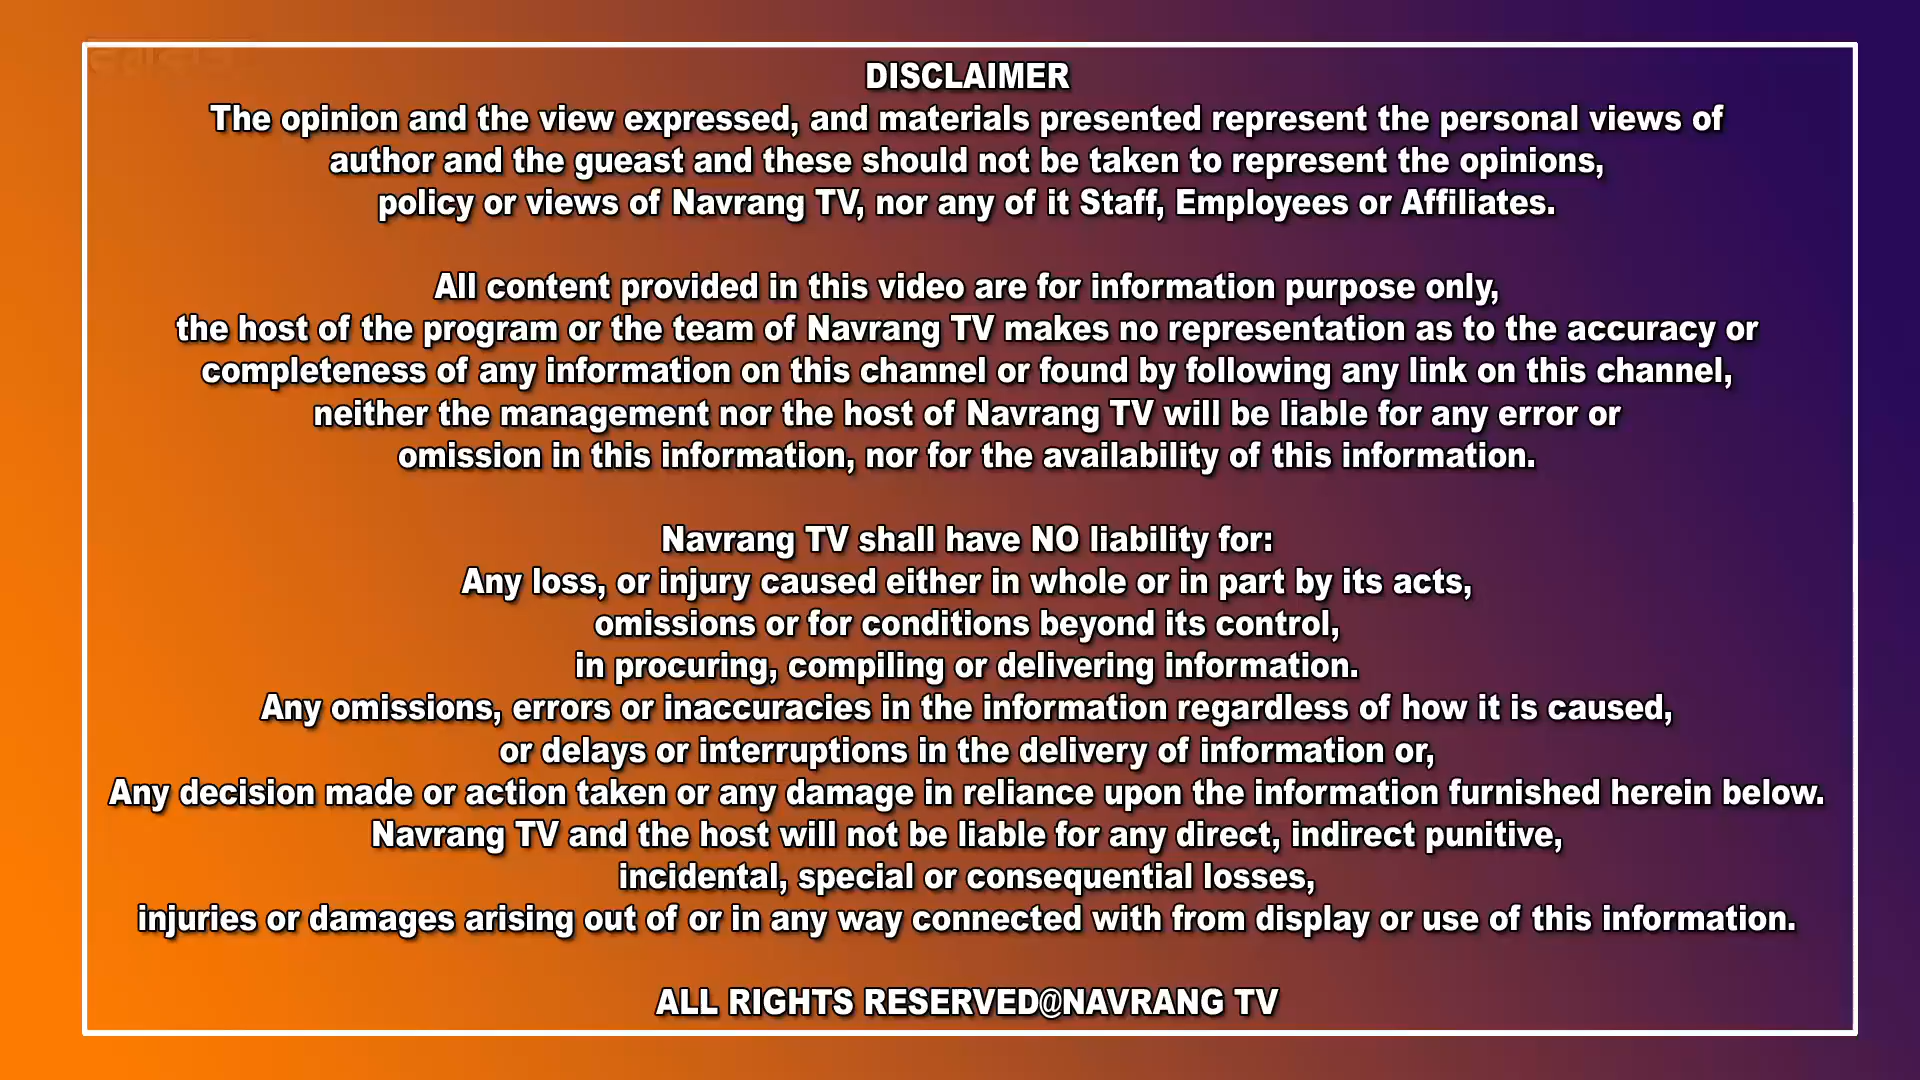 DISCLAIMER
The opinion and the view expressed, and materials presented represent the personal views of
author and the gueast and these should not be taken to represent the opinions,
policy or views of Navrang TV, nor any of it Staff, Employees or Affiliates.
All content provided in this video are for information purpose only,
the host of the program or the team of Navrang TV makes no representation as to the accuracy or
completeness of any information on this channel or found by following any link on this channel,
neither the management nor the host of Navrang TV will be liable for any error or
omission in this information, nor for the availability of this information.
Navrang TV shall have NO liability for:
Any loss, or injury caused either in whole or in part by its acts,
omissions or for conditions beyond its control,
in procuring, compiling or delivering information.
Any omissions, errors or inaccuracies in the information regardless of how it is caused,
or delays or interruptions in the delivery of information or,
Any decision made or action taken or any damage in reliance upon the information furnished herein below.
Navrang TV and the host will not be liable for any direct, indirect punitive,
incidental, special or consequential losses,
injuries or damages arising out of or in any way connected with from display or use of this information.
ALL RIGHTS RESERVED@NAVRANG TV